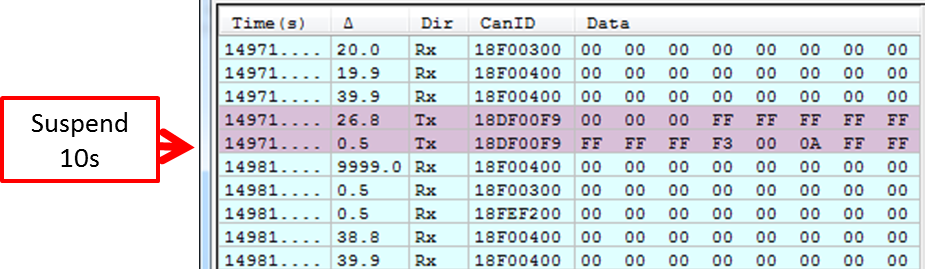 Time(s) Δ Dir CanID Data
14971.... 20.0 Rx 18F00300 00 00 00 00 00 00 00 00
14971.... 19.9 Rx 18F00400 00 00 00 00 00 00 00 00
14971.... 39.9 Rx 18F00400 00 00 00 00 00 00 00 00
14971.... 26.8 Tx 18DF00F9 00 00 00 FF FF FF FF FF
Suspend
10s
14971.... 0.5 Tx 18DF00F9 FF FF FF F3 00 0A FF FF
14981.... 9999.0 Rx 18F00400 00 00 00 00 00 00 00 00
14981.... 0.5 Rx 18F00300 00 00 00 00 00 00 00 00
14981.... 0.5 Rx 18FEF200 00 00 00 00 00 00 00 00
14981.... 38.8 Rx 18F00400 00 00 00 00 00 00 00 00
14981.... 39.9 Rx 18F00400 00 00 00 00 00 00 00 00